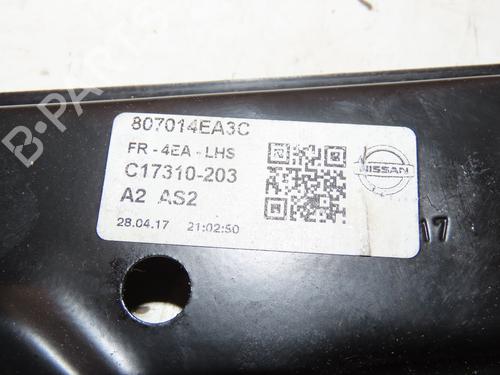 807014EA3C
FR - 4EA - LHS
C17310-203
A2 AS2
28.04.17 21:02:50
NISSAN
17
B-PARTS